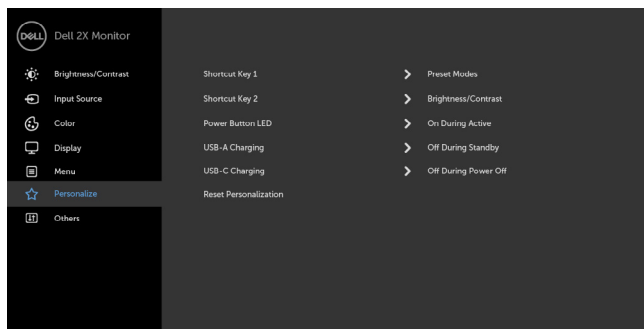 DELL Dell 2X Monitor
Brightness/Contrast
Input Source
Color
Display
Menu
Personalize
Others
Shortcut Key 1 Preset Modes
Shortcut Key 2 Brightness/Contrast
Power Button LED On During Active
USB-A Charging Off During Standby
USB-C Charging Off During Power Off
Reset Personalization